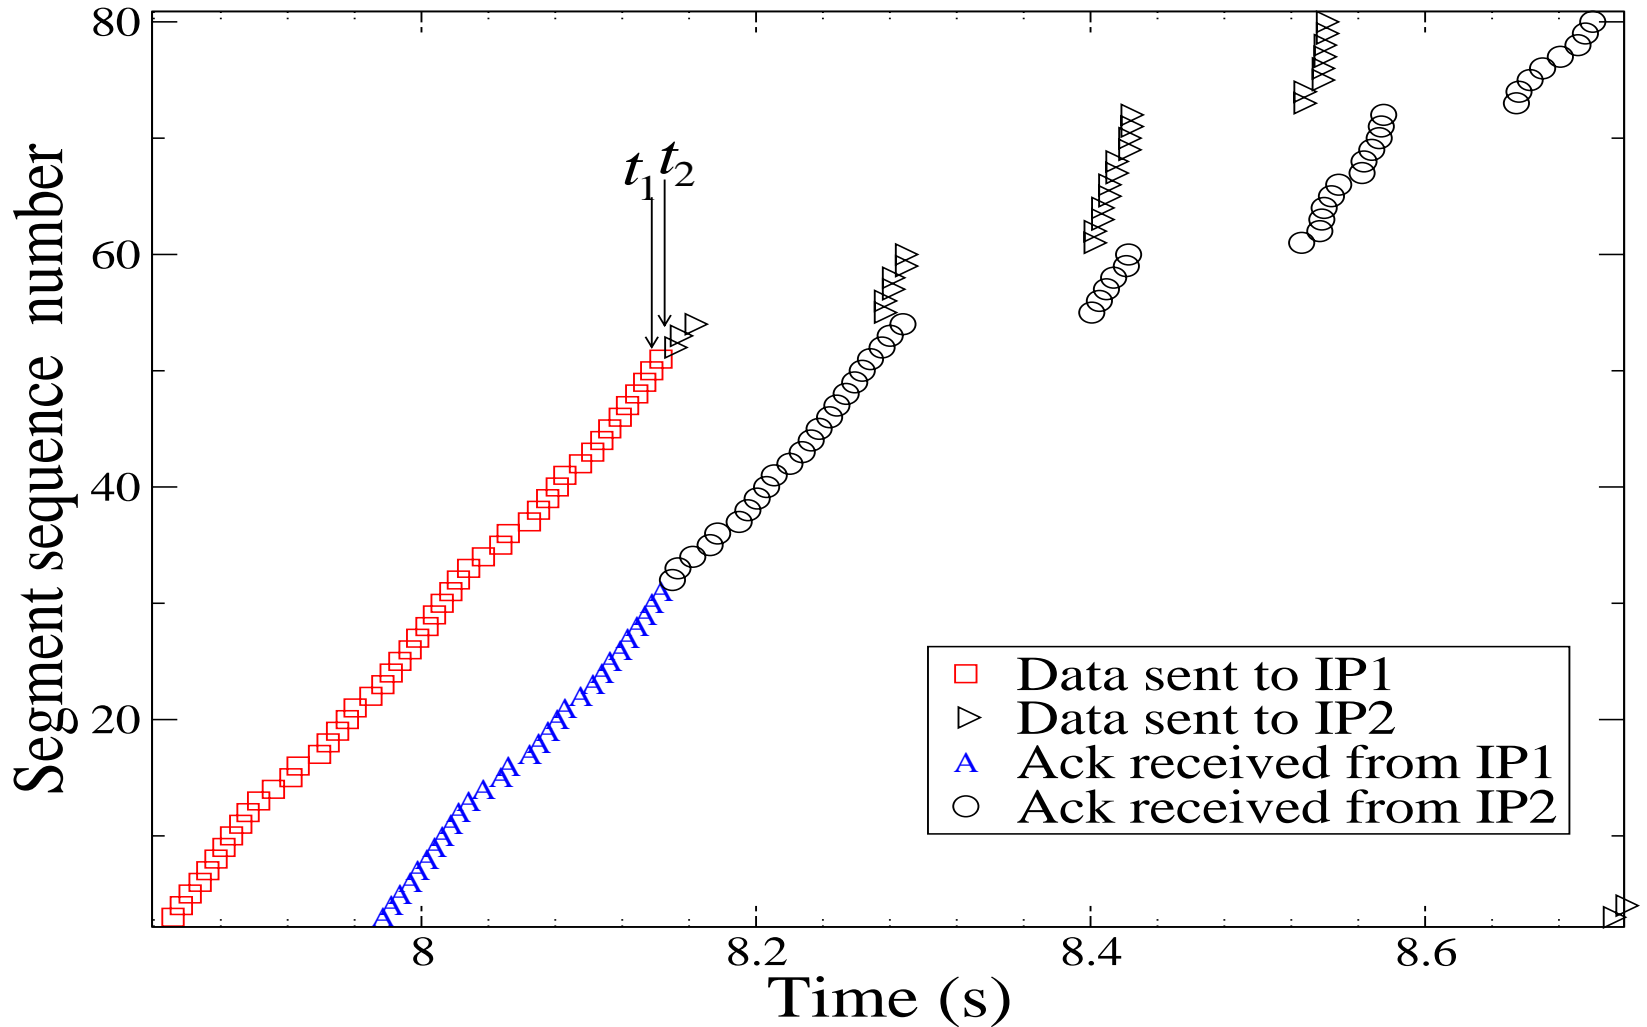 80
60
40
20
Segment sequence number
t1
t2
Data sent to IP1
Data sent to IP2
A Ack received from IP1
Ack received from IP2
8
8.2
8.4
8.6
Time (s)